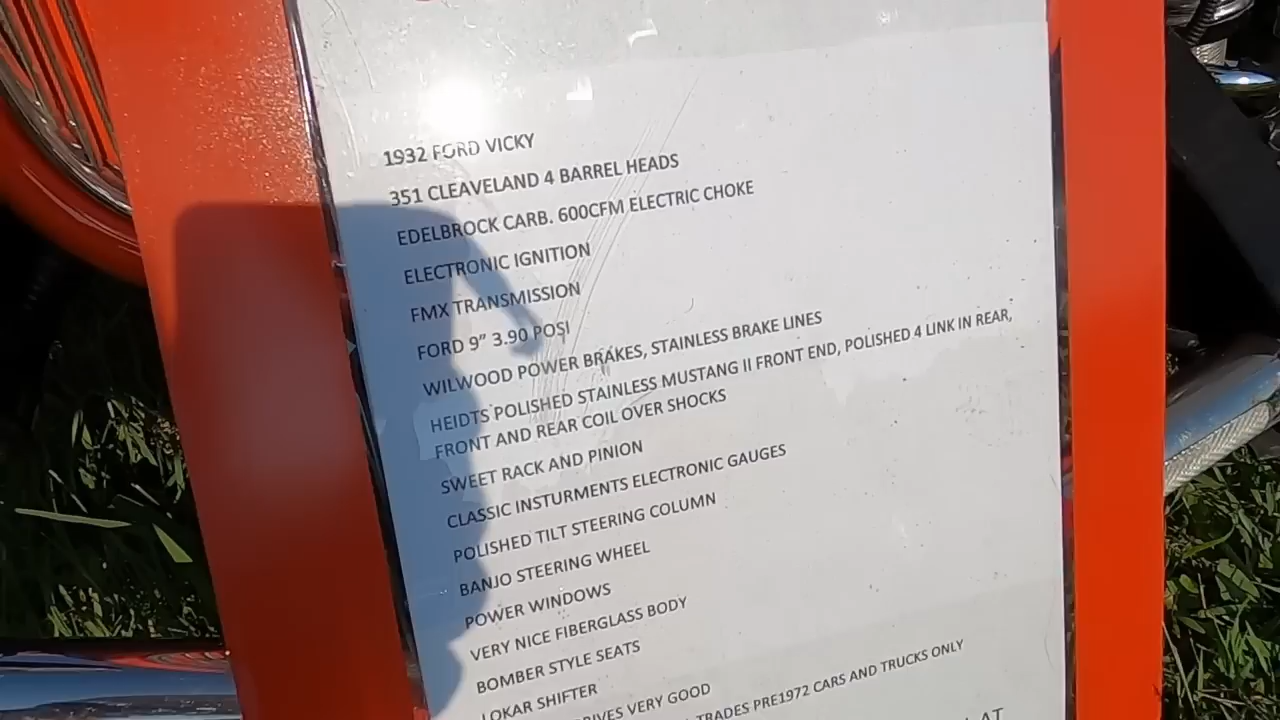 1932 FORD VICKY
351 CLEAVELAND 4 BARREL HEADS
EDELBROCK CARB. 600CFM ELECTRIC CHOKE
ELECTRONIC IGNITION
FMX TRANSMISSION
FORD 9” 3.90 POSI
WILWOOD POWER BRAKES, STAINLESS BRAKE LINES
HEIDTS POLISHED STAINLESS MUSTANG II FRONT END, POLISHED 4 LINK IN REAR,
FRONT AND REAR COIL OVER SHOCKS
SWEET RACK AND PINION
CLASSIC INSTURMENTS ELECTRONIC GAUGES
POLISHED TILT STEERING COLUMN
BANJO STEERING WHEEL
POWER WINDOWS
VERY NICE FIBERGLASS BODY
BOMBER STYLE SEATS
LOKAR SHIFTER
VERY GOOD
TRADES PRE1972 CARS AND TRUCKS ONLY
AT